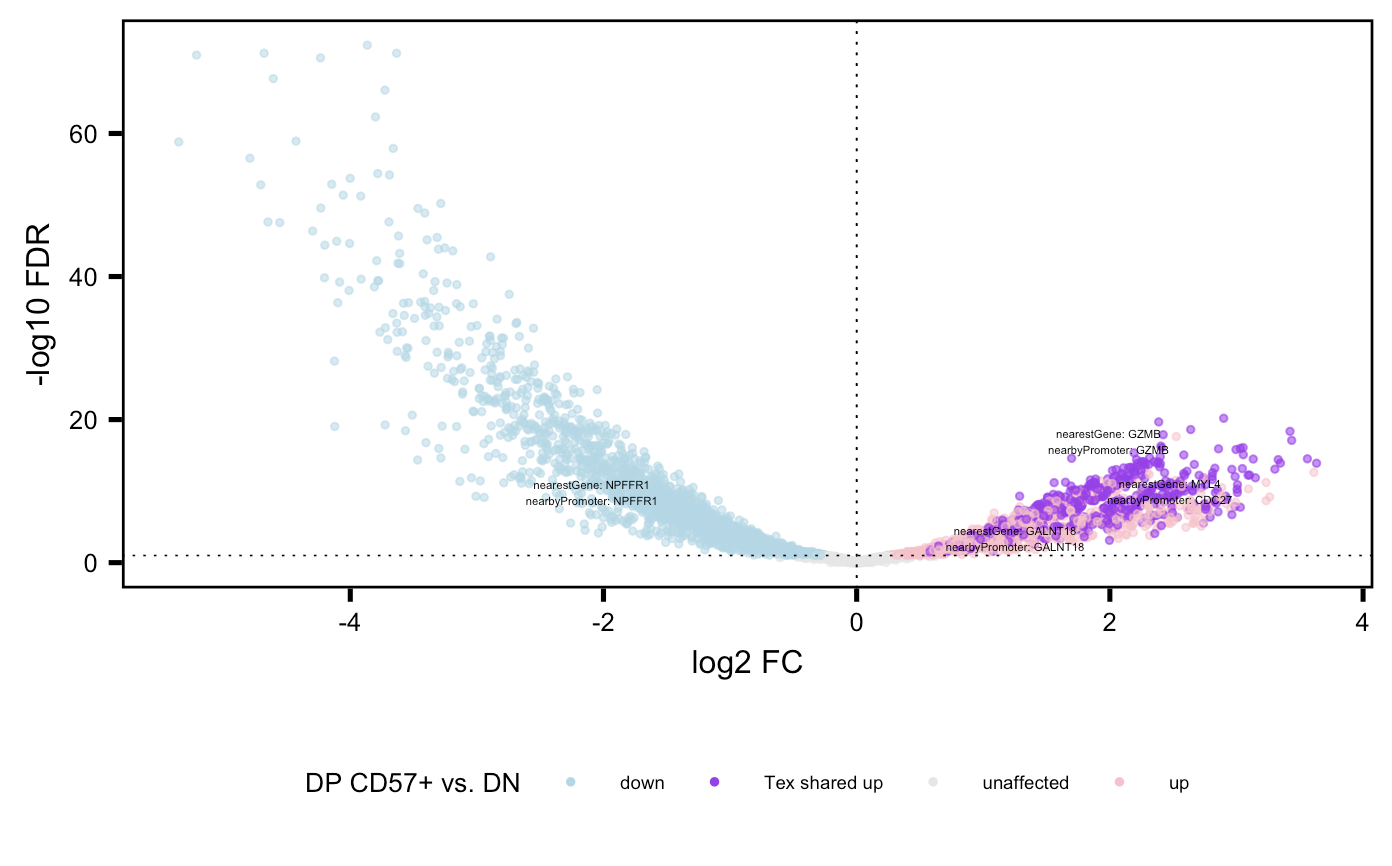 -log10 FDR
60
40
20
0
nearestGene: GZMB
nearbyPromoter: GZMB
nearestGene: NPFFR1
nearbyPromoter: NPFFR1
nearestGene: MYL4
nearbyPromoter: CDC27
nearestGene: GALNT18
nearbyPromoter: GALNT18
-4 -2 0 2 4
log2 FC
DP CD57+ vs. DN down Tex shared up unaffected up